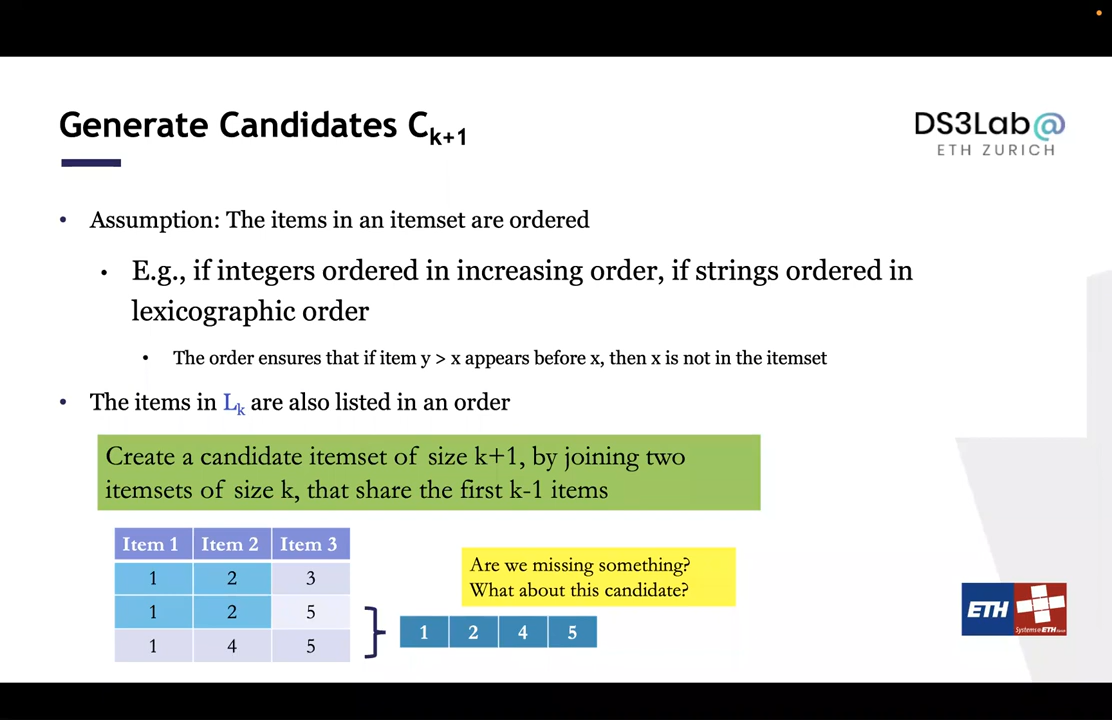 Generate Candidates Ck+1
DS3Lab@
ETH ZURICH
• Assumption: The items in an itemset are ordered
• E.g., if integers ordered in increasing order, if strings ordered in
lexicographic order
• The order ensures that if item y > x appears before x, then x is not in the itemset
• The items in Lk are also listed in an order
Create a candidate itemset of size k+1, by joining two
itemsets of size k, that share the first k-1 items
Item 1 Item 2 Item 3
1 2 3
1 2 5
1 4 5
Are we missing something?
What about this candidate?
1 2 4 5
ETH
Systems@ETH